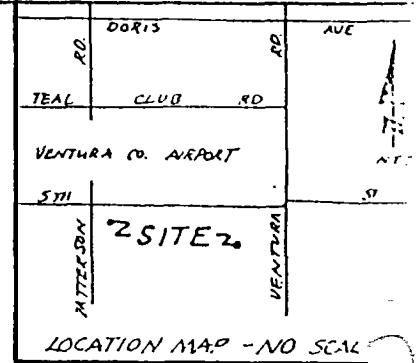 DORIS AVE
RD. RD.
TEAL CLUB RD
VENTURA CO. AIRPORT
5TH ST
SITE
PATTERSON
VENTURA
LOCATION MAP - NO SCAL